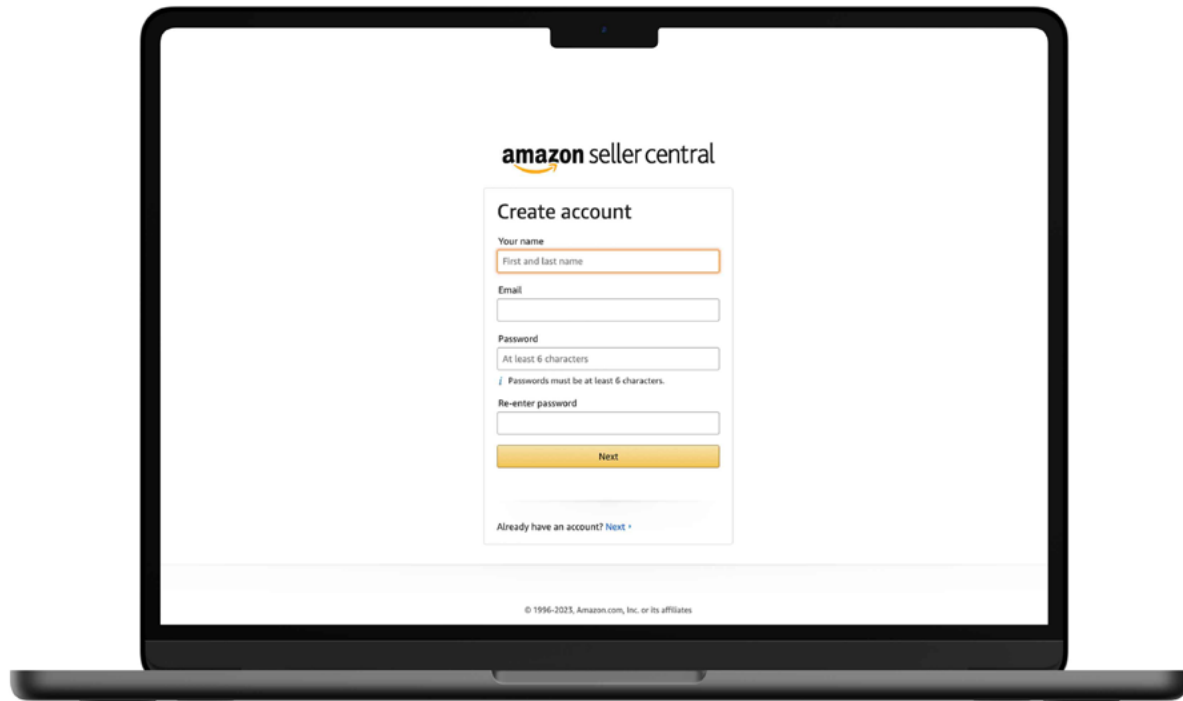 amazon seller central
Create account
Your name
First and last name
Email
Password
At least 6 characters
i Passwords must be at least 6 characters.
Re-enter password
Next
Already have an account? Next ›
© 1996-2023, Amazon.com, Inc. or its affiliates